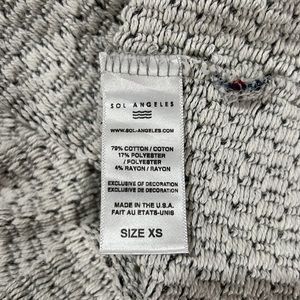 SOL ANGELES
WWW.SOL-ANGELES.COM
79% COTTON / COTON
17% POLYESTER
/ POLYESTER
4% RAYON / RAYON
EXCLUSIVE OF DECORATION
EXCLUSIVE DE DECORATION
MADE IN THE U.S.A.
FAIT AU ETATS-UNIS
SIZE XS